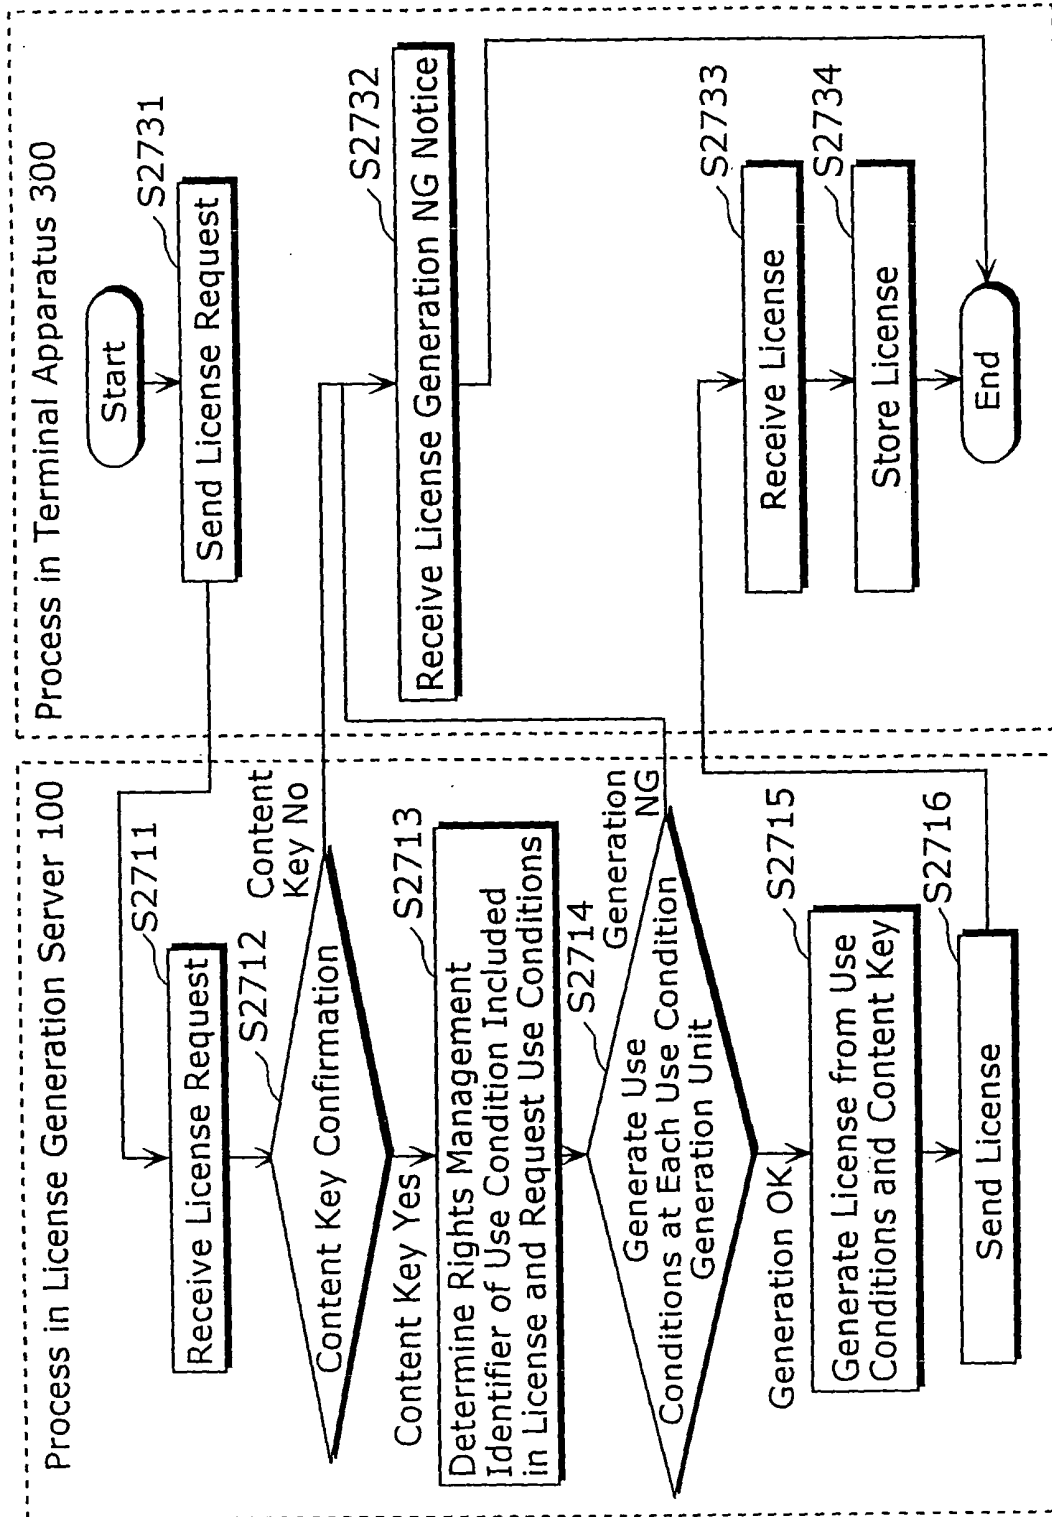 Process in License Generation Server 100
S2711
Receive License Request
S2712
Content Key Confirmation
Content
Key No
Content Key Yes
S2713
Determine Rights Management
Identifier of Use Condition Included
in License and Request Use Conditions
S2714
Generate Use
Conditions at Each Use Condition
Generation Unit
Generation
NG
Generation OK
S2715
Generate License from Use
Conditions and Content Key
S2716
Send License
Process in Terminal Apparatus 300
Start
S2731
Send License Request
S2732
Receive License Generation NG Notice
S2733
Receive License
S2734
Store License
End